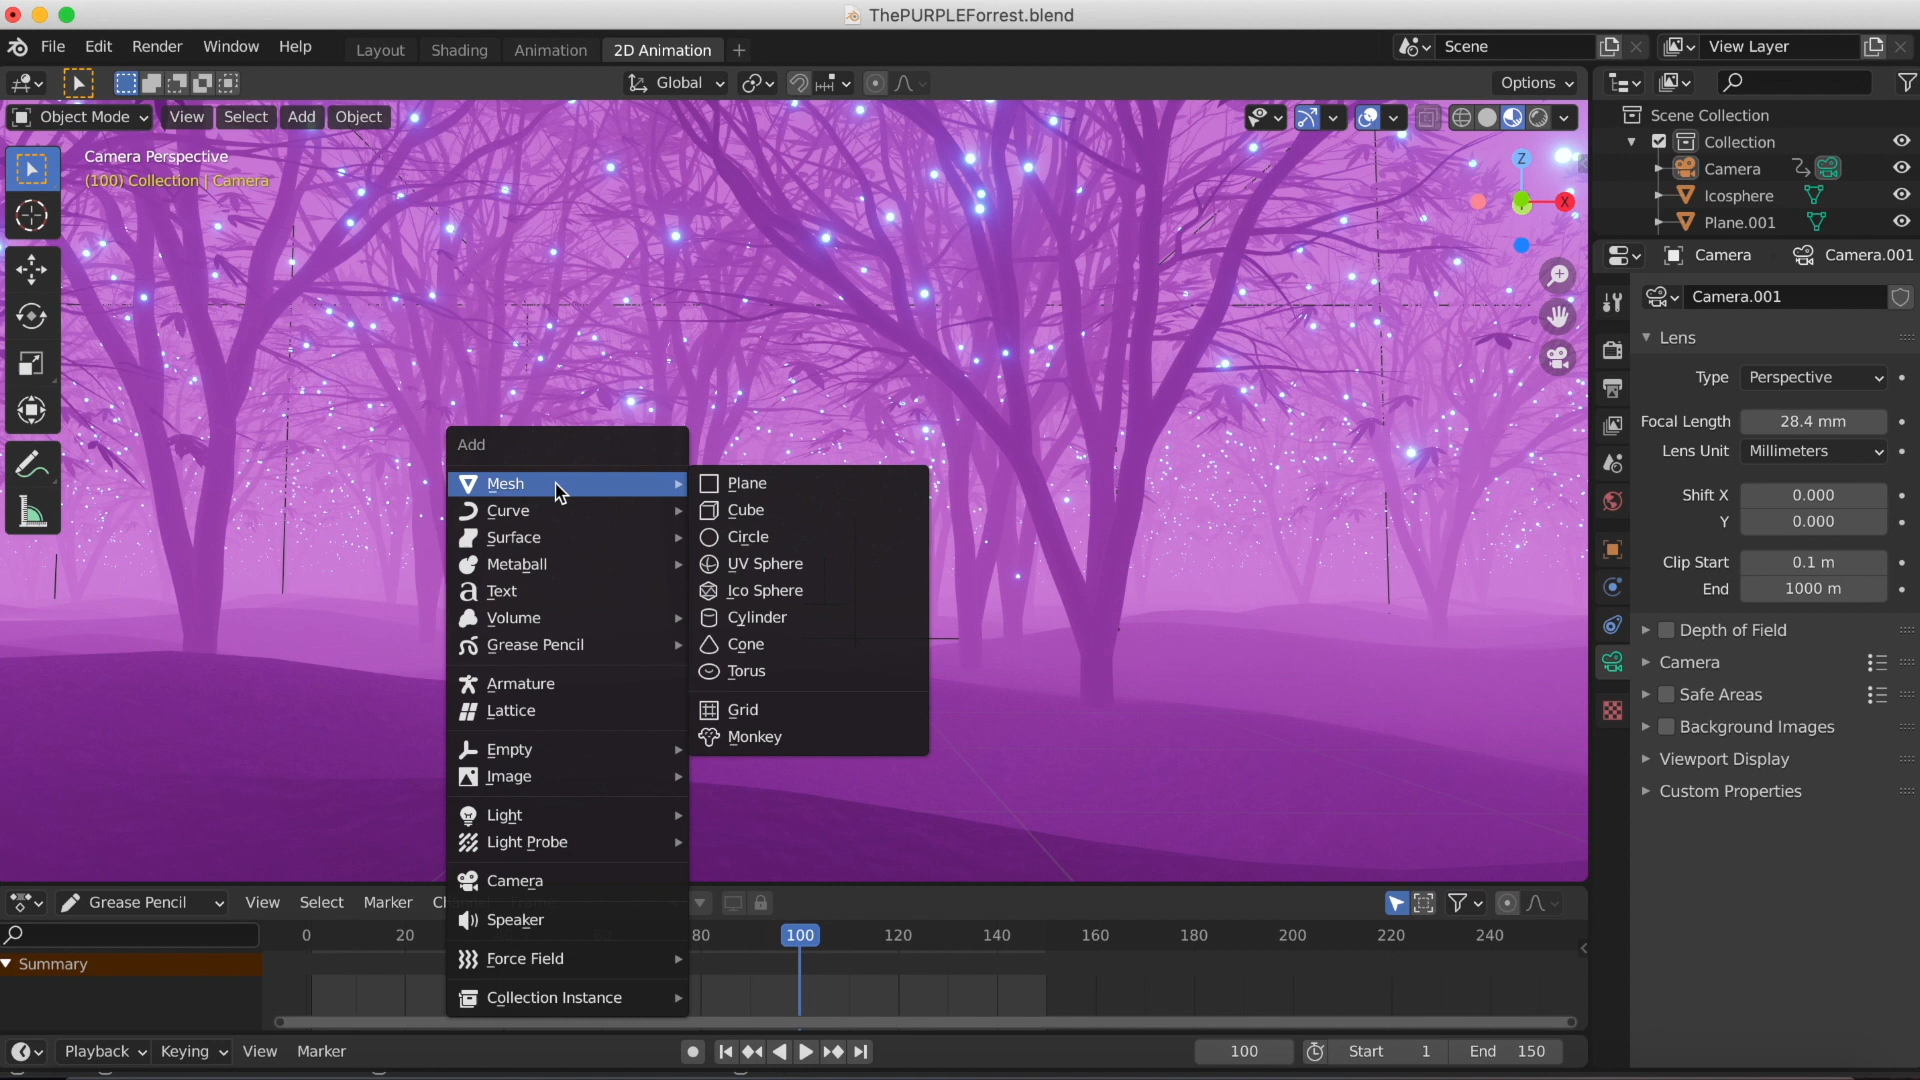 ThePURPLEForrest.blend
File Edit Render Window Help Layout Shading Animation 2D Animation + Scene View Layer
Global Options
Object Mode View Select Add Object
Camera Perspective
(100) Collection | Camera
Z
X
Scene Collection
Collection
Camera
Icosphere
Plane.001
Camera Camera.001
Camera.001
Lens
Type Perspective
Focal Length 28.4 mm
Lens Unit Millimeters
Shift X 0.000
Y 0.000
Clip Start 0.1 m
End 1000 m
Depth of Field
Camera
Safe Areas
Background Images
Viewport Display
Custom Properties
Add
Mesh
Curve
Surface
Metaball
Text
Volume
Grease Pencil
Armature
Lattice
Empty
Image
Light
Light Probe
Camera
Speaker
Force Field
Collection Instance
Plane
Cube
Circle
UV Sphere
Ico Sphere
Cylinder
Cone
Torus
Grid
Monkey
Grease Pencil View Select Marker
0 20 80 100 120 140 160 180 200 220 240
Summary
Playback Keying View Marker 100 Start 1 End 150